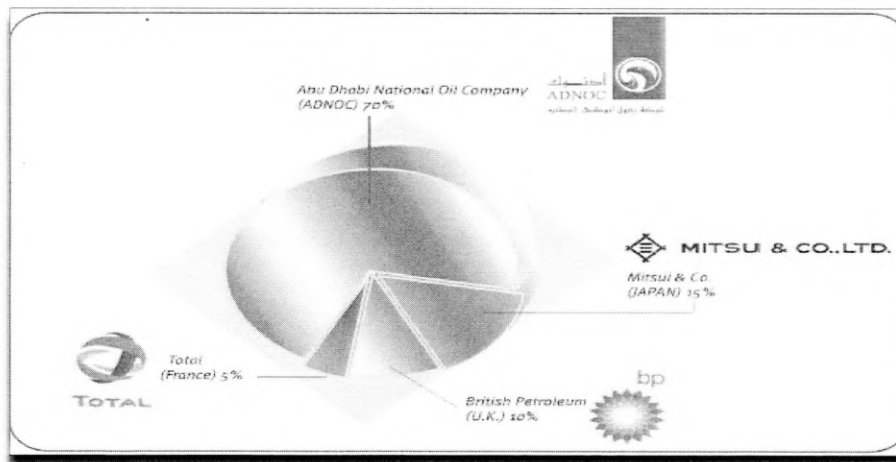 أدنوك
ADNOC
Abu Dhabi National Oil Company
(ADNOC) 70%
MITSUI & CO.,LTD.
Mitsui & Co.
(JAPAN) 15%
Total
(France) 5%
TOTAL
bp
British Petroleum
(U.K.) 10%